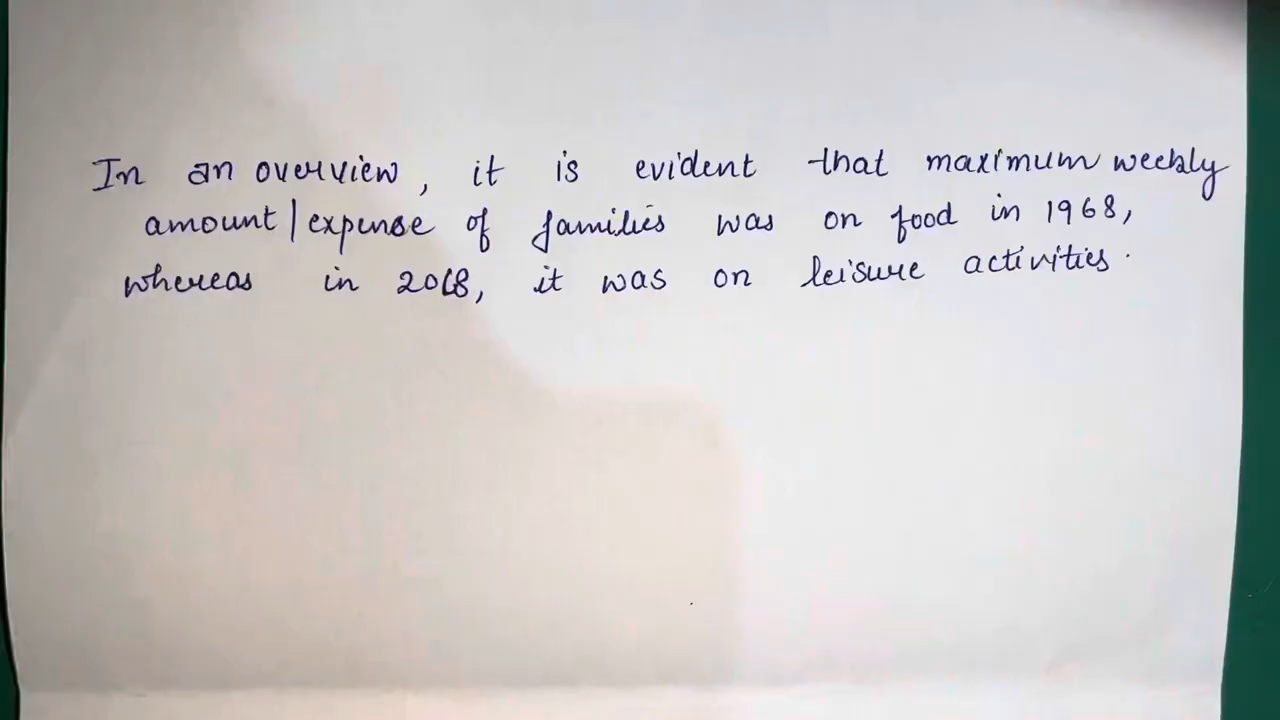 In an overview, it is evident that maximum weekly
amount/expense of families was on food in 1968,
whereas in 2018, it was on leisure activities.